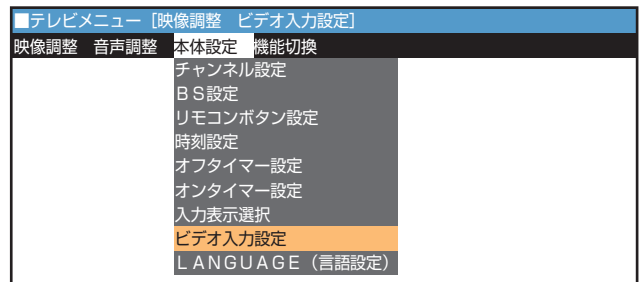 ■テレビメニュー［映像調整　ビデオ入力設定］
映像調整　音声調整　本体設定　機能切換
チャンネル設定
ＢＳ設定
リモコンボタン設定
時刻設定
オフタイマー設定
オンタイマー設定
入力表示選択
ビデオ入力設定
ＬＡＮＧＵＡＧＥ（言語設定）